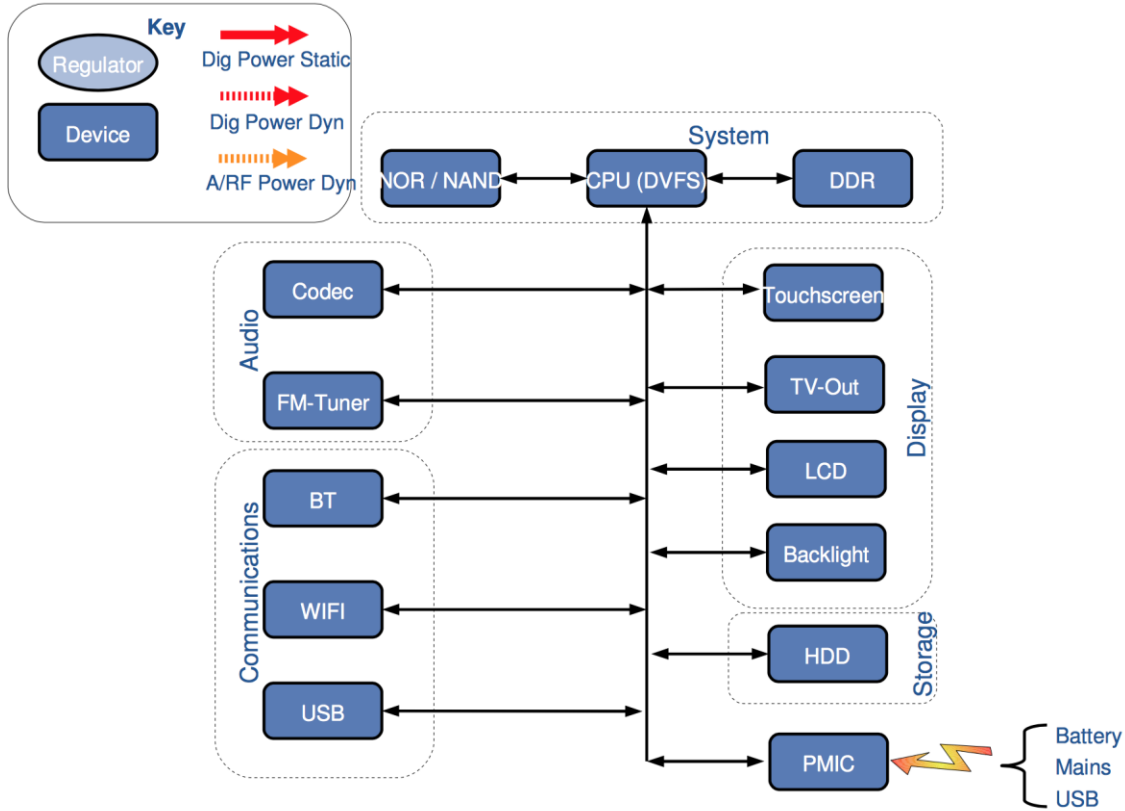 Key
Regulator
Dig Power Static
Device
Dig Power Dyn
A/RF Power Dyn
System
NOR / NAND
CPU (DVFS)
DDR
Audio
Codec
FM-Tuner
Communications
BT
WIFI
USB
Display
Touchscreen
TV-Out
LCD
Backlight
Storage
HDD
PMIC
Battery
Mains
USB